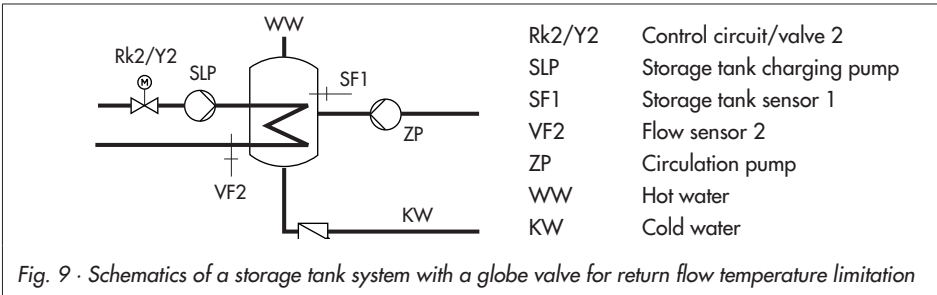 WW
Rk2/Y2
M
SLP
SF1
ZP
VF2
KW
Rk2/Y2 Control circuit/valve 2
SLP Storage tank charging pump
SF1 Storage tank sensor 1
VF2 Flow sensor 2
ZP Circulation pump
WW Hot water
KW Cold water
Fig. 9 · Schematics of a storage tank system with a globe valve for return flow temperature limitation